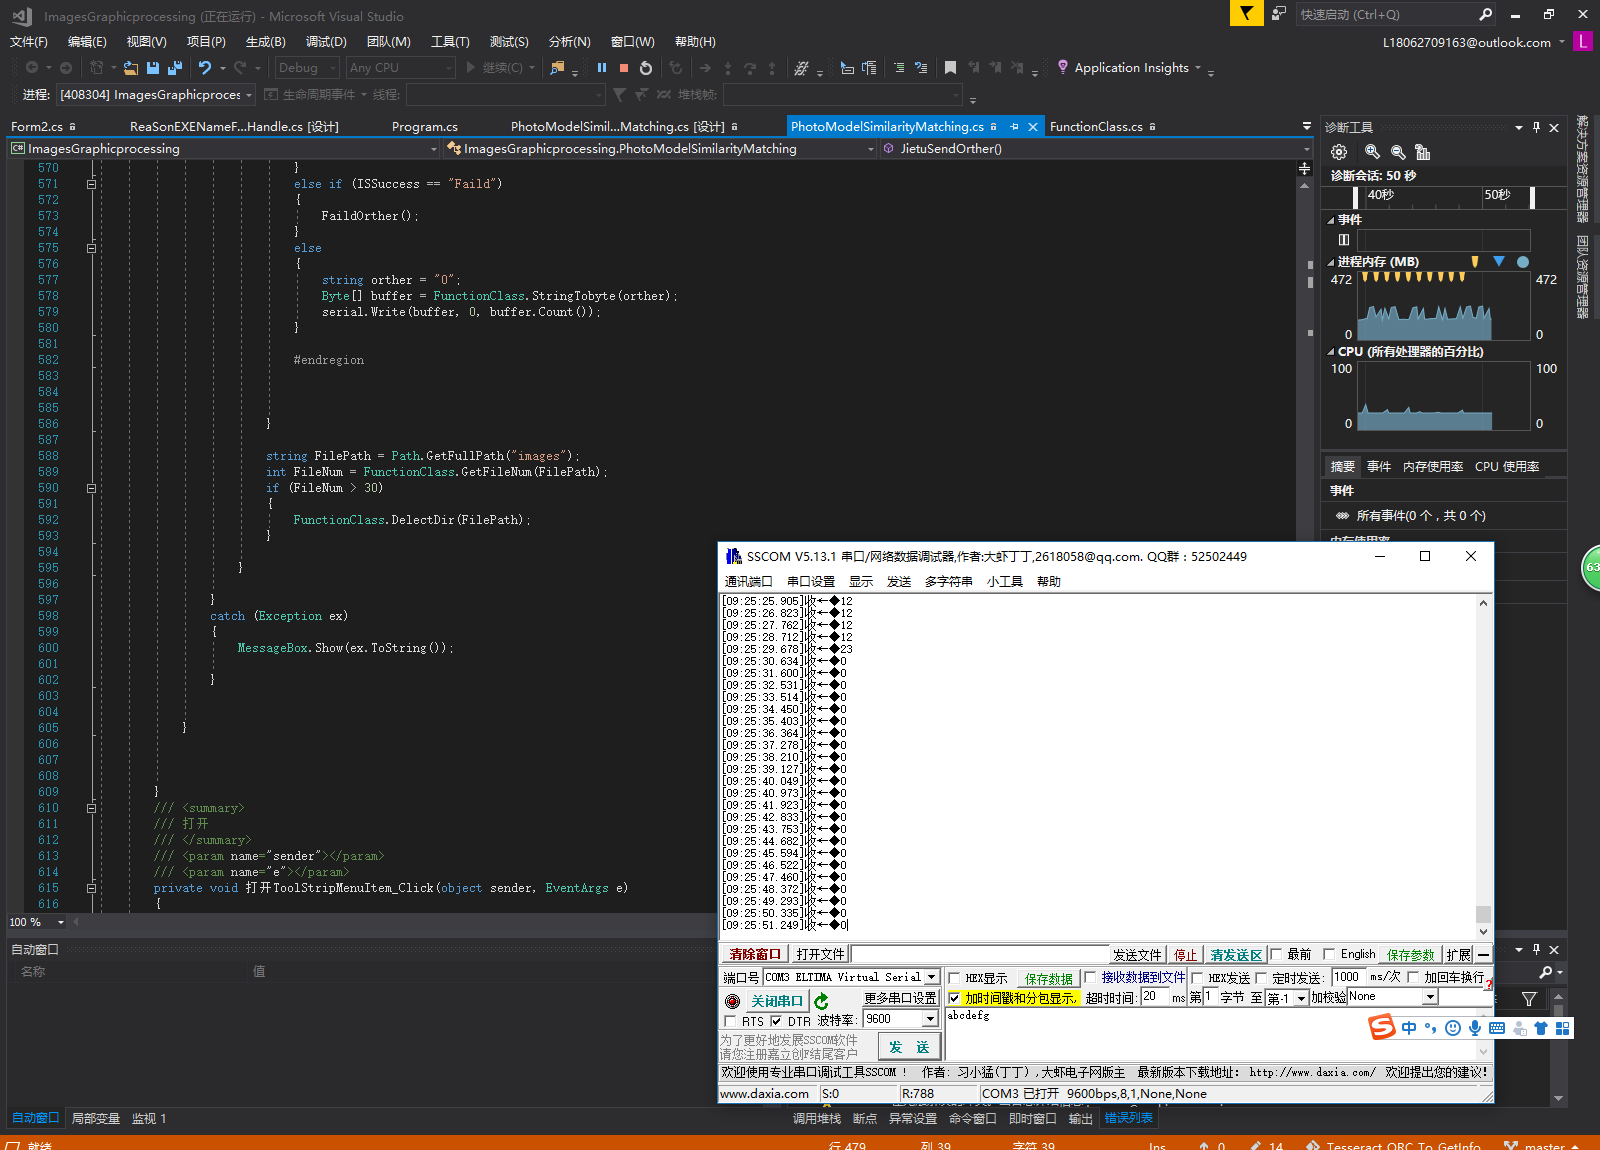 ImagesGraphicprocessing (正在运行) - Microsoft Visual Studio
快速启动 (Ctrl+Q)
文件(F) 编辑(E) 视图(V) 项目(P) 生成(B) 调试(D) 团队(M) 工具(T) 测试(S) 分析(N) 窗口(W) 帮助(H)
L18062709163@outlook.com L
Debug Any CPU 继续(C) Application Insights
进程: [408304] ImagesGraphicproces 生命周期事件 线程: 堆栈帧:
Form2.cs ReaSonEXENameF...Handle.cs [设计] Program.cs PhotoModelSimil...Matching.cs [设计] PhotoModelSimilarityMatching.cs FunctionClass.cs
ImagesGraphicprocessing ImagesGraphicprocessing.PhotoModelSimilarityMatching JietuSendOrther()
570 }
571 else if (ISSuccess == "Faild")
572 {
573 FaildOrther();
574 }
575 else
576 {
577 string orther = "0";
578 Byte[] buffer = FunctionClass.StringTobyte(orther);
579 serial.Write(buffer, 0, buffer.Count());
580 }
581
582 #endregion
583
584
585
586 }
587
588 string FilePath = Path.GetFullPath("images");
589 int FileNum = FunctionClass.GetFileNum(FilePath);
590 if (FileNum > 30)
591 {
592 FunctionClass.DelectDir(FilePath);
593 }
594
595 }
596
597 }
598 catch (Exception ex)
599 {
600 MessageBox.Show(ex.ToString());
601
602 }
603
604
605 }
606
607
608
609 }
610 /// <summary>
611 /// 打开
612 /// </summary>
613 /// <param name="sender"></param>
614 /// <param name="e"></param>
615 private void 打开ToolStripMenuItem_Click(object sender, EventArgs e)
616 {
100 %
自动窗口
名称 值
自动窗口 局部变量 监视 1
调用堆栈 断点 异常设置 命令窗口 即时窗口 输出 错误列表
就绪 行 479 列 39 字符 39 Ins 0 14 Tesseract_ORC_To_GetInfo master
诊断工具
诊断会话: 50 秒
40秒 50秒
事件
进程内存 (MB)
472 472
0 0
CPU (所有处理器的百分比)
100 100
0 0
摘要 事件 内存使用率 CPU 使用率
事件
所有事件(0 个，共 0 个)
内存使用率
解决方案资源管理器
团队资源管理器
63
SSCOM V5.13.1 串口/网络数据调试器,作者:大虾丁丁,2618058@qq.com. QQ群：52502449
通讯端口 串口设置 显示 发送 多字符串 小工具 帮助
[09:25:25.905]收←◆12
[09:25:26.823]收←◆12
[09:25:27.762]收←◆12
[09:25:28.712]收←◆12
[09:25:29.678]收←◆23
[09:25:30.634]收←◆0
[09:25:31.600]收←◆0
[09:25:32.531]收←◆0
[09:25:33.514]收←◆0
[09:25:34.450]收←◆0
[09:25:35.403]收←◆0
[09:25:36.364]收←◆0
[09:25:37.278]收←◆0
[09:25:38.210]收←◆0
[09:25:39.127]收←◆0
[09:25:40.049]收←◆0
[09:25:40.973]收←◆0
[09:25:41.923]收←◆0
[09:25:42.833]收←◆0
[09:25:43.753]收←◆0
[09:25:44.682]收←◆0
[09:25:45.594]收←◆0
[09:25:46.522]收←◆0
[09:25:47.460]收←◆0
[09:25:48.372]收←◆0
[09:25:49.293]收←◆0
[09:25:50.335]收←◆0
[09:25:51.249]收←◆0
清除窗口 打开文件 发送文件 停止 清发送区 最前 English 保存参数 扩展 —
端口号 COM3 ELTIMA Virtual Serial HEX显示 保存数据 接收数据到文件 HEX发送 定时发送: 1000 ms/次 加回车换行
关闭串口 更多串口设置 加时间戳和分包显示, 超时时间: 20 ms 第 1 字节 至 第-1 加校验 None
RTS DTR 波特率: 9600 abcdefg
为了更好地发展SSCOM软件
请您注册嘉立创F结尾客户
发 送
中
欢迎使用专业串口调试工具SSCOM ! 作者: 习小猛(丁丁),大虾电子网版主 最新版本下载地址: http://www.daxia.com/ 欢迎提出您的建议!
www.daxia.com S:0 R:788 COM3 已打开 9600bps,8,1,None,None